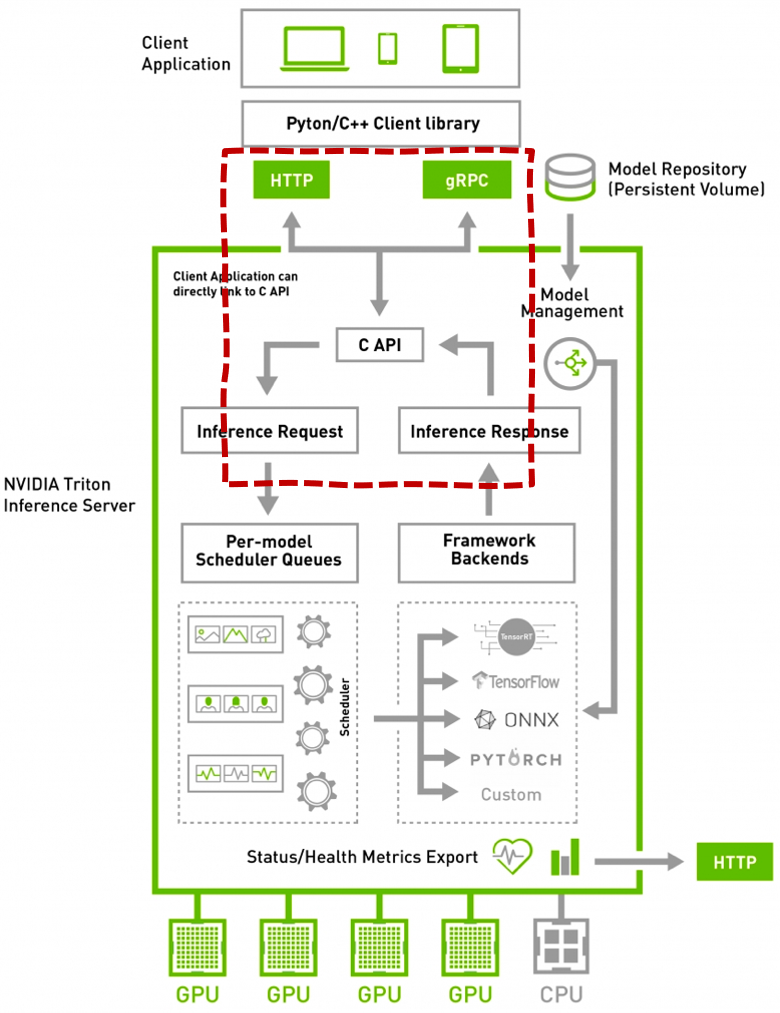 Client
Application
Pyton/C++ Client library
HTTP
gRPC
Model Repository
(Persistent Volume)
Client Application can
directly link to C API
Model
Management
C API
Inference Request
Inference Response
NVIDIA Triton
Inference Server
Per-model
Scheduler Queues
Framework
Backends
Scheduler
TensorRT
TensorFlow
ONNX
PYTORCH
Custom
Status/Health Metrics Export
HTTP
GPU
GPU
GPU
GPU
CPU